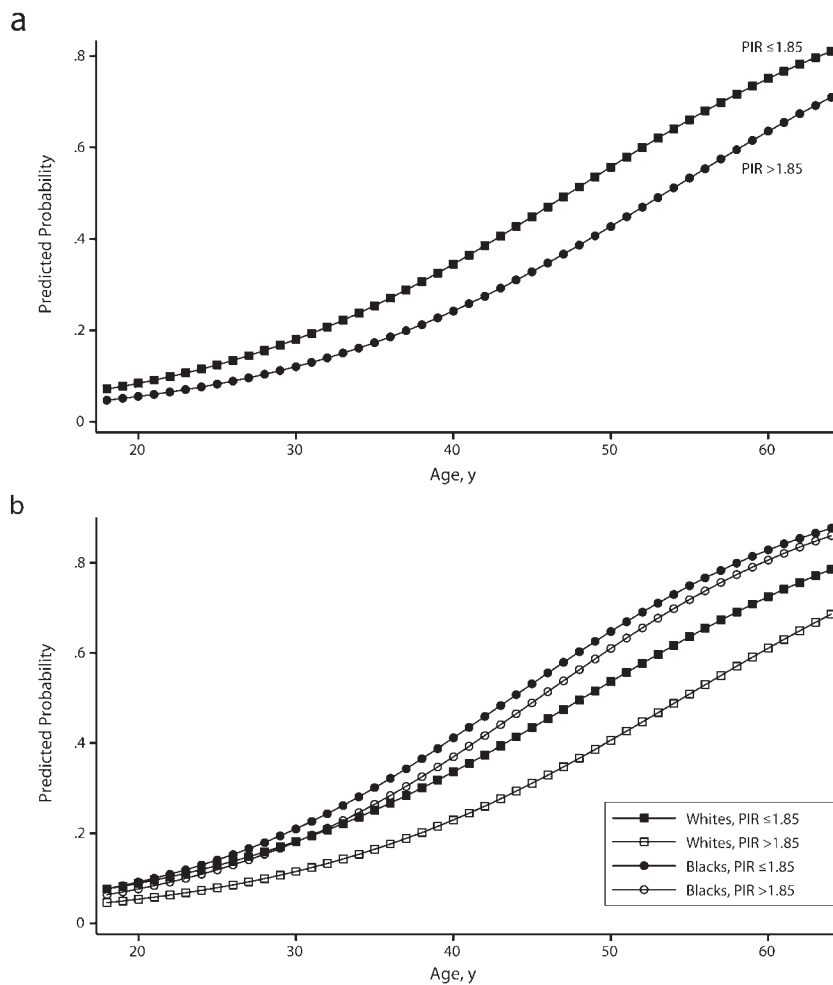 a
.8
.6
.4
.2
0
Predicted Probability
PIR ≤1.85
PIR >1.85
20 30 40 50 60
Age, y
b
.8
.6
.4
.2
0
Predicted Probability
Whites, PIR ≤1.85
Whites, PIR >1.85
Blacks, PIR ≤1.85
Blacks, PIR >1.85
20 30 40 50 60
Age, y